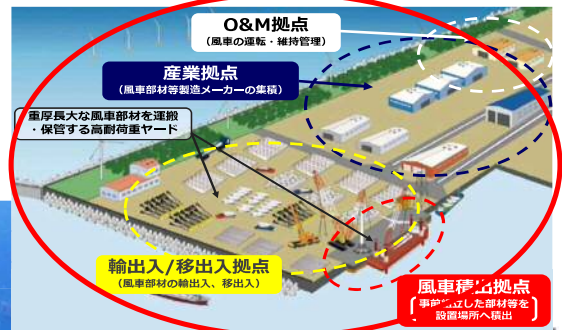 O&M拠点
（風車の運転・維持管理）
産業拠点
（風車部材等製造メーカーの集積）
重厚長大な風車部材を運搬
・保管する高耐荷重ヤード
輸出入/移出入拠点
（風車部材の輸出入、移出入）
風車積出拠点
事前組立した部材等を
設置場所へ積出